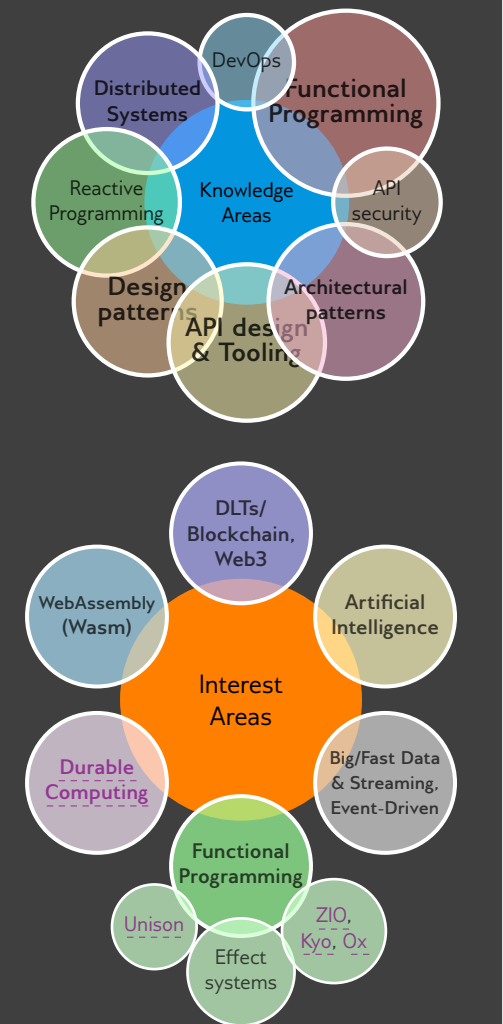 DevOps
Distributed
Systems
Functional
Programming
Reactive
Programming
Knowledge
Areas
API
security
Design
patterns
API design
& Tooling
Architectural
patterns
DLTs/
Blockchain,
Web3
WebAssembly
(Wasm)
Artificial
Intelligence
Interest
Areas
Durable
Computing
Big/Fast Data
& Streaming,
Event-Driven
Functional
Programming
Unison
Effect
systems
ZIO,
Kyo, Ox